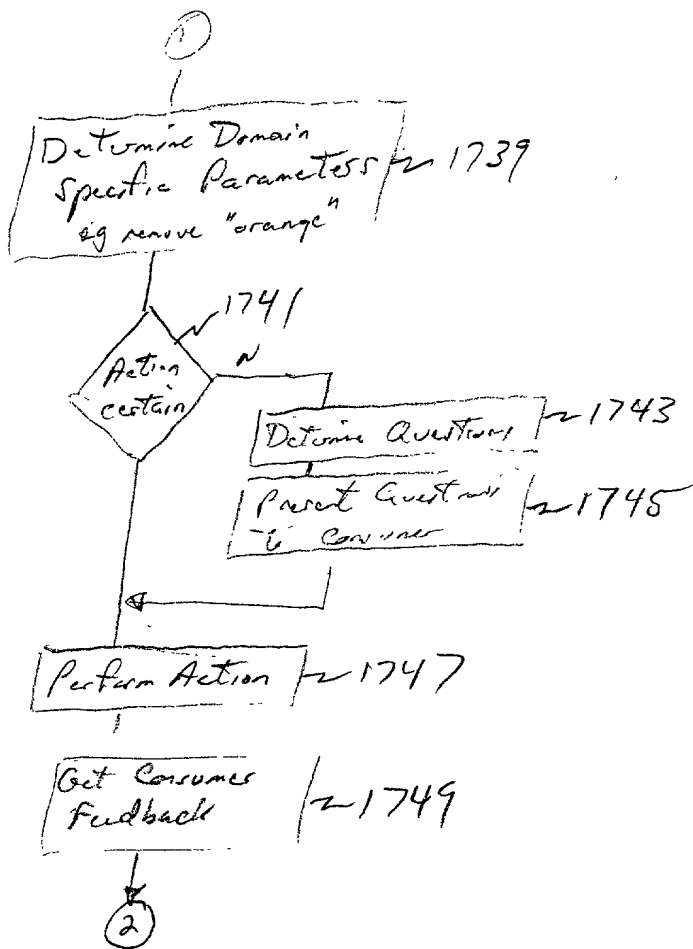 1
Determine Domain
Specific Parameters
eg remove "orange"
1739
1741
Action
certain
N
Determine Questions
1743
Present Questions
to Consumer
1745
Perform Action
1747
Get Consumer
Feedback
1749
2